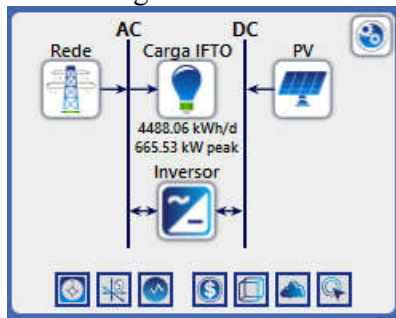 AC DC
Rede Carga IFTO PV
4488.06 kWh/d
665.53 kW peak
Inversor